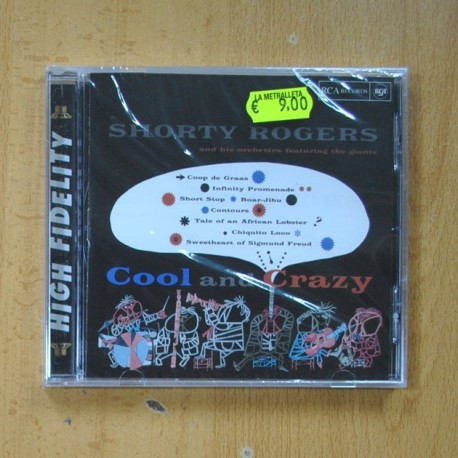 LA METRALLETA
€ 9.00
RCA RECORDS
RCA
HIGH FIDELITY
SHORTY ROGERS
and his orchestra featuring the giants
Coop de Graas
Infinity Promenade
Short Stop Boar-Jibu
Contours
Tale of an African Lobster
Chiquito Loco
Sweetheart of Sigmund Freud
Cool and Crazy